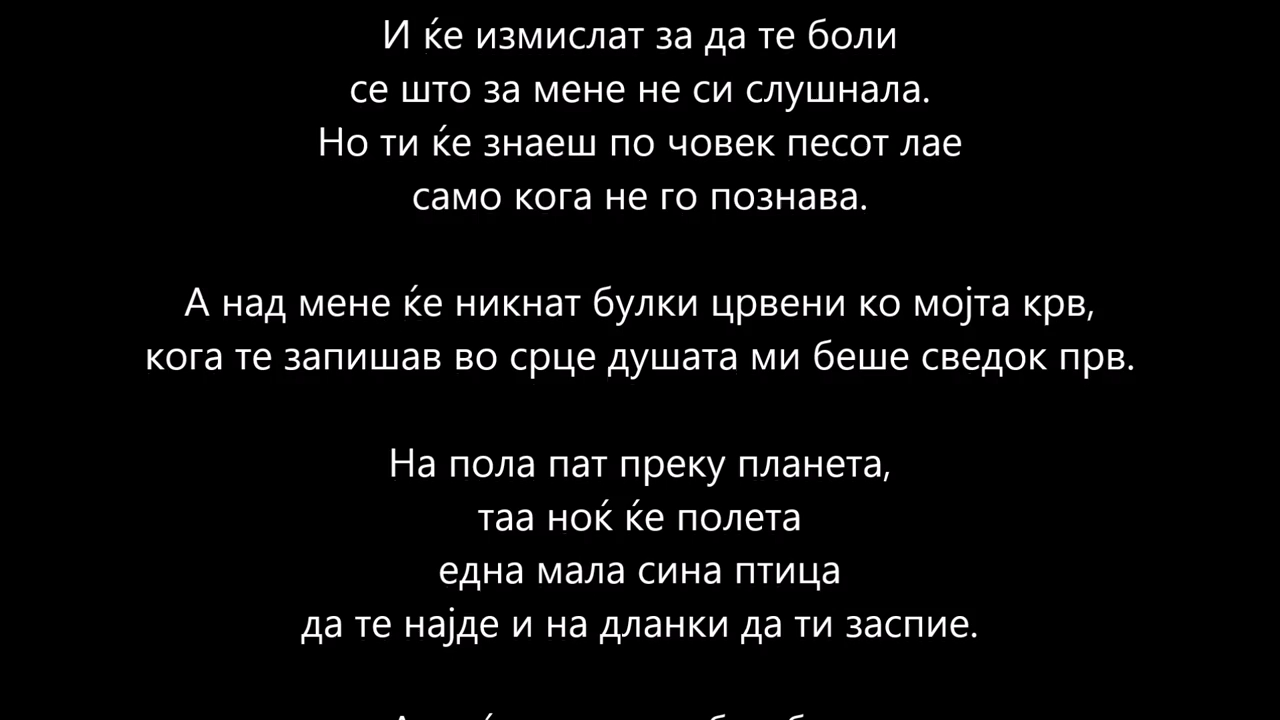 И ќе измислат за да те боли
се што за мене не си слушнала.
Но ти ќе знаеш по човек песот лае
само кога не го познава.
А над мене ќе никнат булки црвени ко мојта крв,
кога те запишав во срце душата ми беше сведок прв.
На пола пат преку планета,
таа ноќ ќе полета
една мала сина птица
да те најде и на дланки да ти заспие.